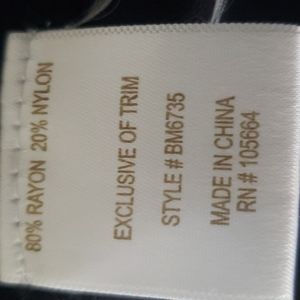 80% RAYON 20% NYLON
EXCLUSIVE OF TRIM
STYLE # BM6735
MADE IN CHINA
RN # 105664